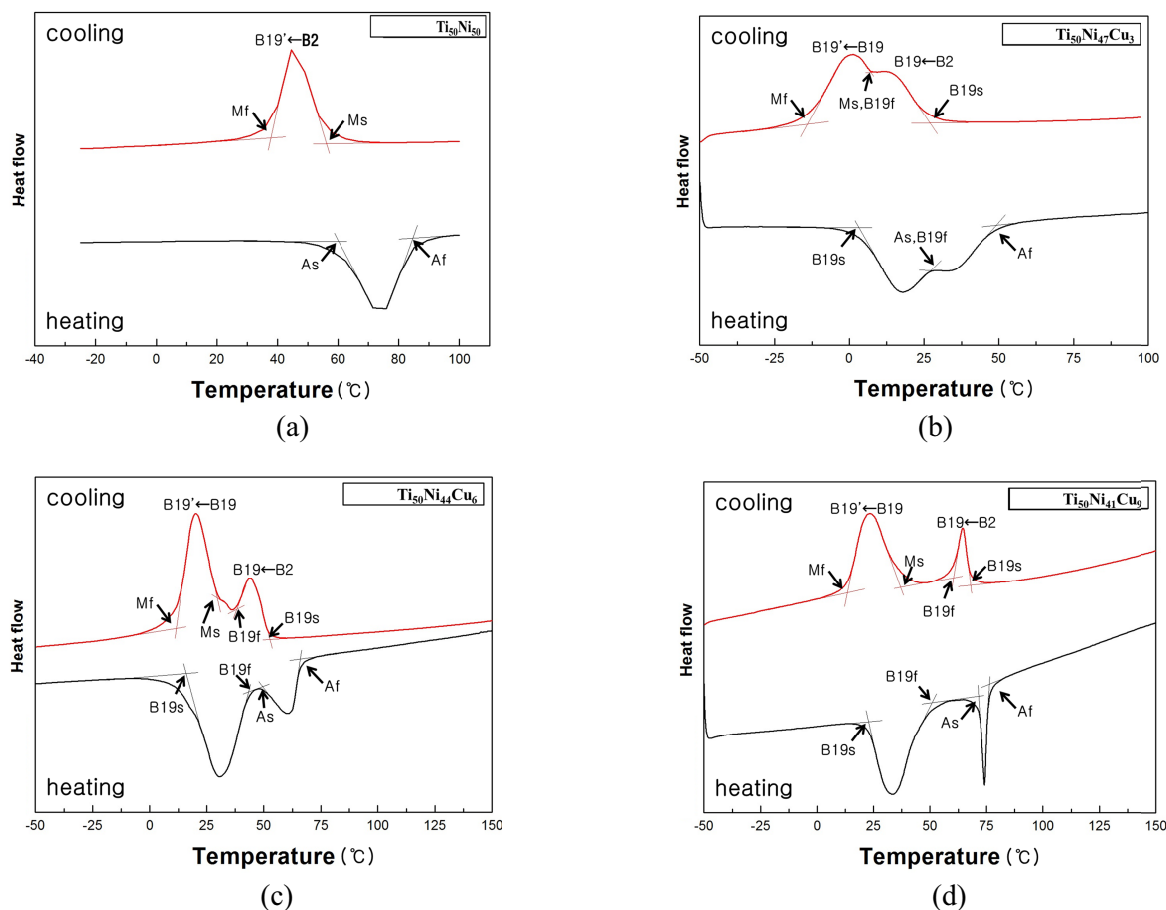 cooling
Ti₅₀Ni₅₀
B19'←B2
Mf
Ms
As
Af
heating
Heat flow
-40 -20 0 20 40 60 80 100
Temperature (℃)
(a)
cooling
Ti₅₀Ni₄₇Cu₃
B19'←B19
B19←B2
Mf
Ms,B19f
B19s
B19s
As,B19f
Af
heating
Heat flow
-50 -25 0 25 50 75 100
Temperature (℃)
(b)
cooling
Ti₅₀Ni₄₄Cu₆
B19'←B19
B19←B2
Mf
Ms
B19f
B19s
B19s
B19f
As
Af
heating
Heat flow
-50 -25 0 25 50 75 100 125 150
Temperature (℃)
(c)
cooling
Ti₅₀Ni₄₁Cu₉
B19'←B19
B19←B2
Mf
Ms
B19f
B19s
B19s
B19f
As
Af
heating
Heat flow
-50 -25 0 25 50 75 100 125 150
Temperature (℃)
(d)